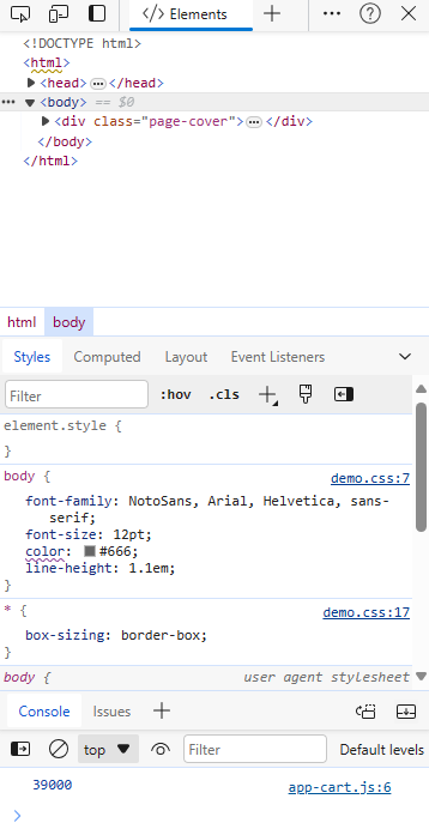 </> Elements
<!DOCTYPE html>
<html>
<head> … </head>
<body> == $0
<div class="page-cover"> … </div>
</body>
</html>
html body
Styles Computed Layout Event Listeners
Filter :hov .cls
element.style {
}
body { demo.css:7
font-family: NotoSans, Arial, Helvetica, sans-
serif;
font-size: 12pt;
color: #666;
line-height: 1.1em;
}
* { demo.css:17
box-sizing: border-box;
}
body { user agent stylesheet
Console Issues
top Filter Default levels
39000 app-cart.js:6